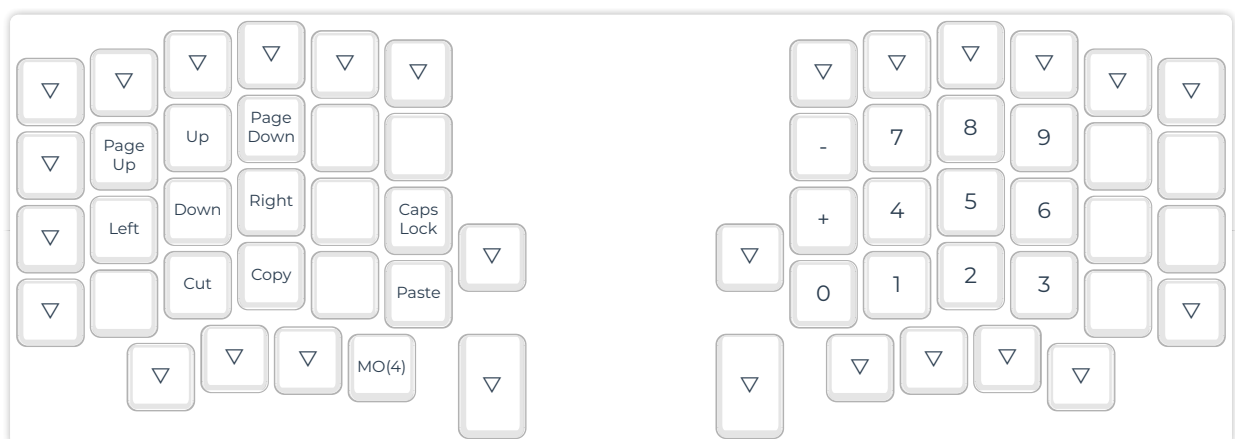 ▽ ▽ ▽ ▽ ▽ ▽ ▽ ▽ ▽ ▽ ▽ ▽
▽ Page Up Up Page Down - 7 8 9
▽ Left Down Right Caps Lock + 4 5 6
▽ ▽
▽ Cut Copy Paste 0 1 2 3 ▽
▽ ▽ ▽ MO(4) ▽ ▽ ▽ ▽ ▽ ▽